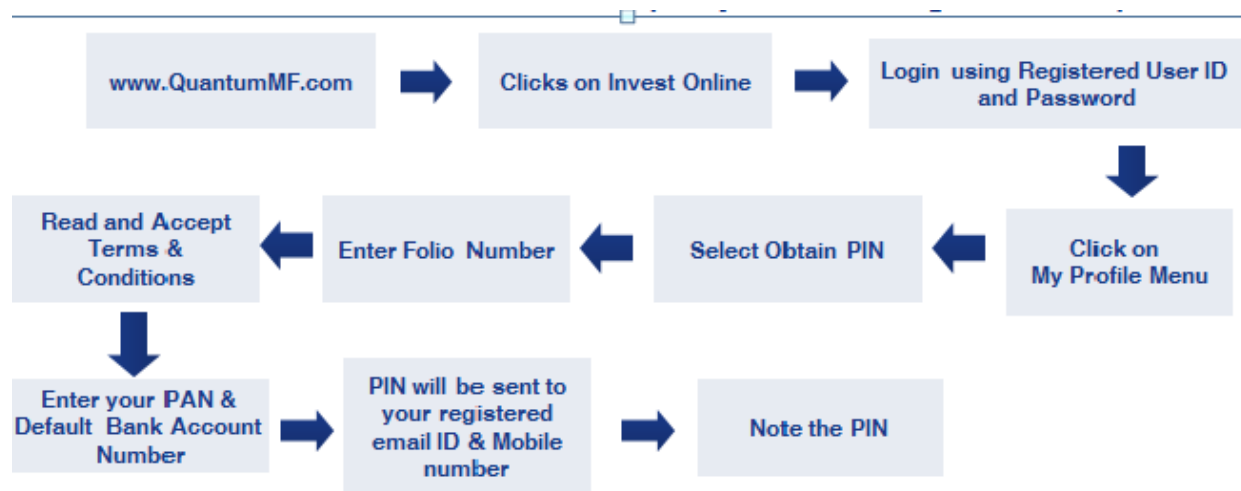 www.QuantumMF.com
Clicks on Invest Online
Login using Registered User ID
and Password
Click on
My Profile Menu
Select Obtain PIN
Enter Folio Number
Read and Accept
Terms &
Conditions
Enter your PAN &
Default Bank Account
Number
PIN will be sent to
your registered
email ID & Mobile
number
Note the PIN